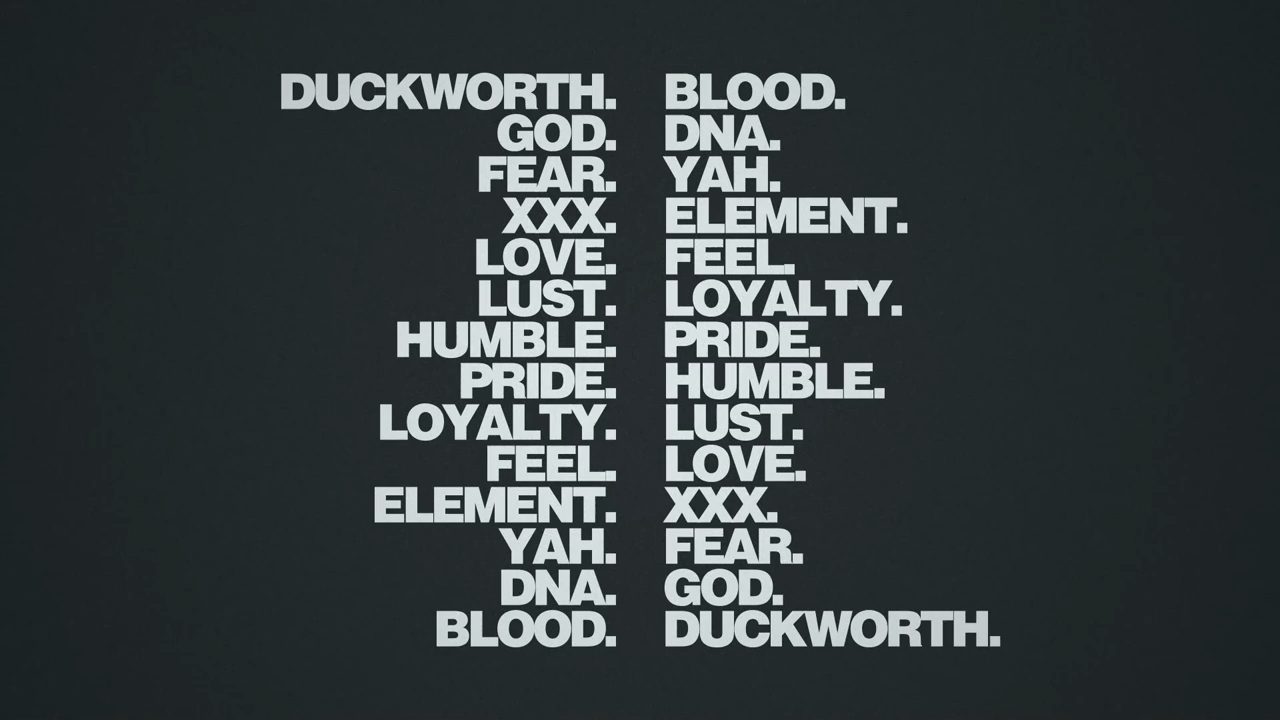 DUCKWORTH. BLOOD.
GOD. DNA.
FEAR. YAH.
XXX. ELEMENT.
LOVE. FEEL.
LUST. LOYALTY.
HUMBLE. PRIDE.
PRIDE. HUMBLE.
LOYALTY. LUST.
FEEL. LOVE.
ELEMENT. XXX.
YAH. FEAR.
DNA. GOD.
BLOOD. DUCKWORTH.